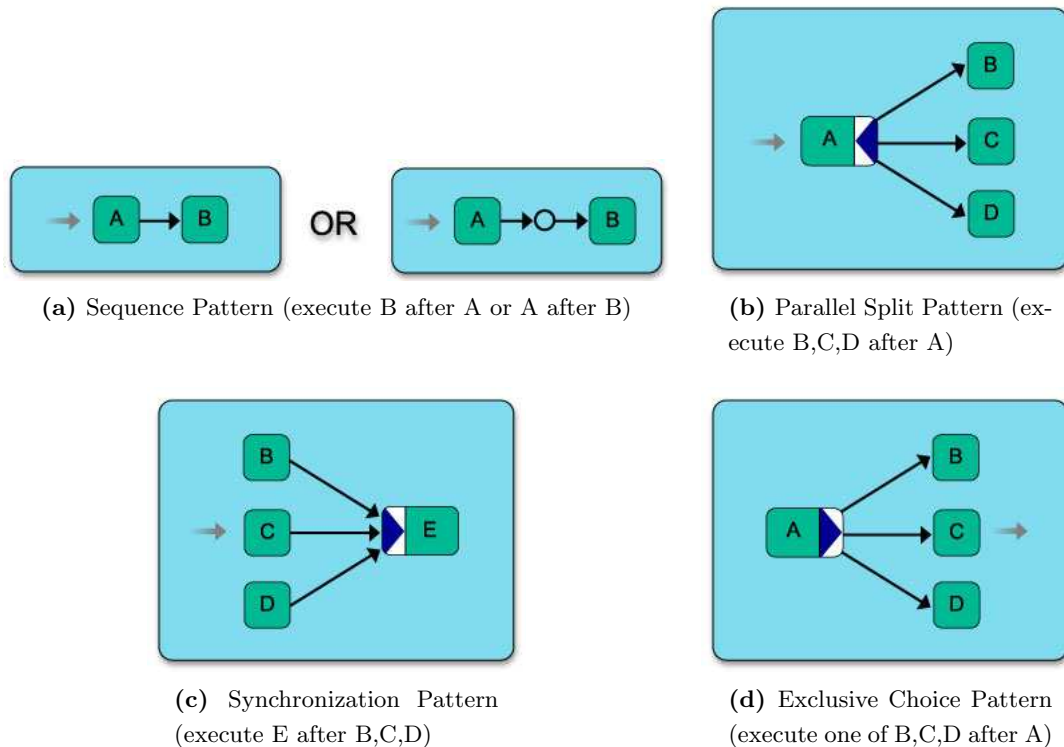 A
B
OR
A
B
(a) Sequence Pattern (execute B after A or A after B)
A
B
C
D
(b) Parallel Split Pattern (ex-
ecute B,C,D after A)
B
C
D
E
(c) Synchronization Pattern
(execute E after B,C,D)
A
B
C
D
(d) Exclusive Choice Pattern
(execute one of B,C,D after A)